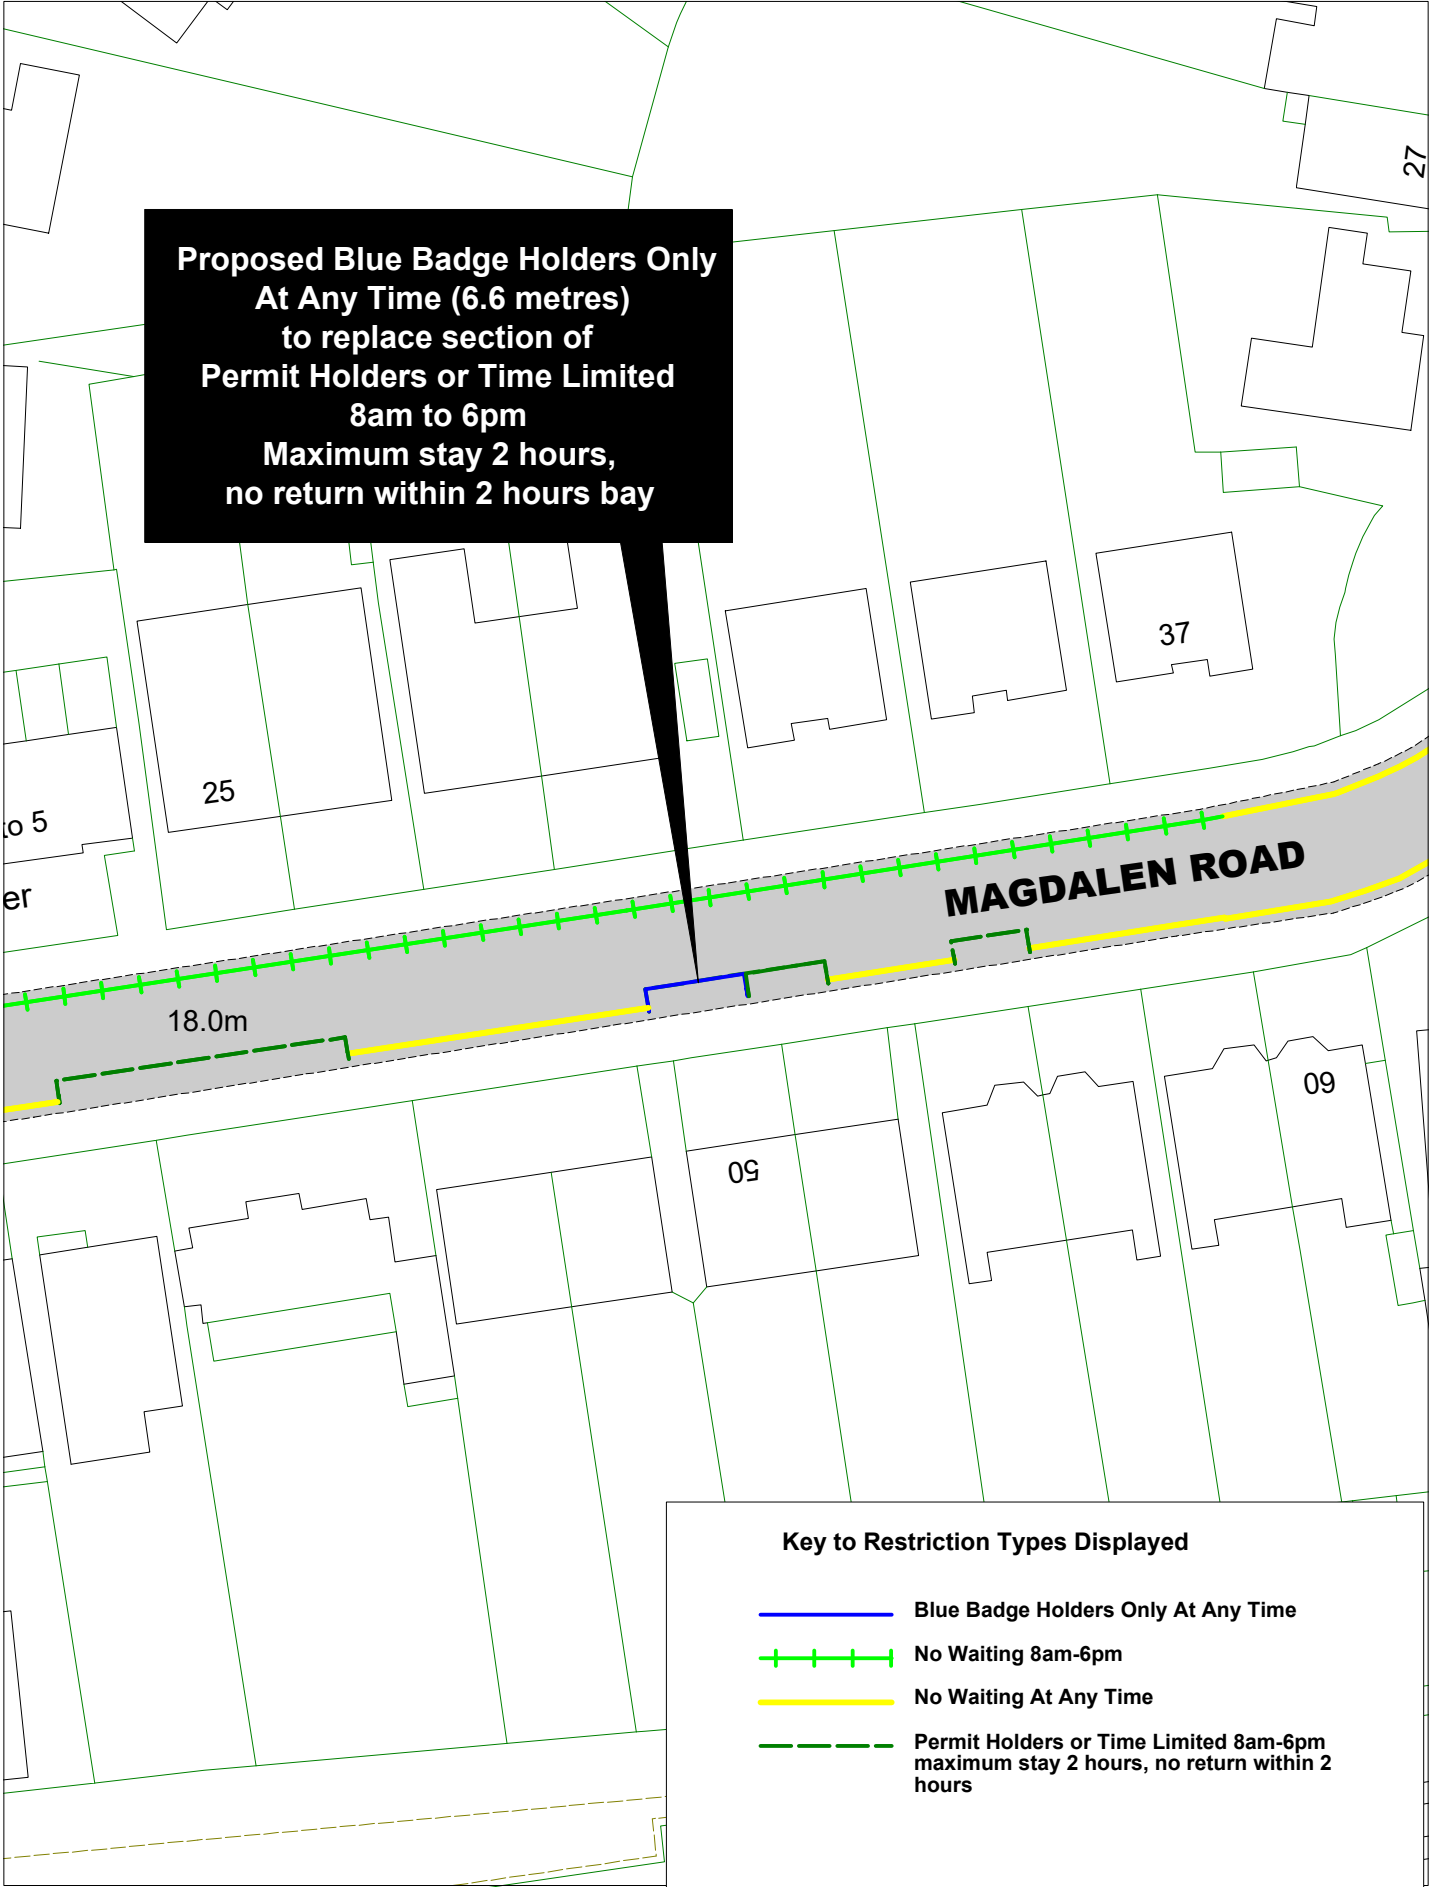 27
Proposed Blue Badge Holders Only
At Any Time (6.6 metres)
to replace section of
Permit Holders or Time Limited
8am to 6pm
Maximum stay 2 hours,
no return within 2 hours bay
37
25
to 5
er
MAGDALEN ROAD
18.0m
60
50
Key to Restriction Types Displayed
Blue Badge Holders Only At Any Time
No Waiting 8am-6pm
No Waiting At Any Time
Permit Holders or Time Limited 8am-6pm
maximum stay 2 hours, no return within 2
hours